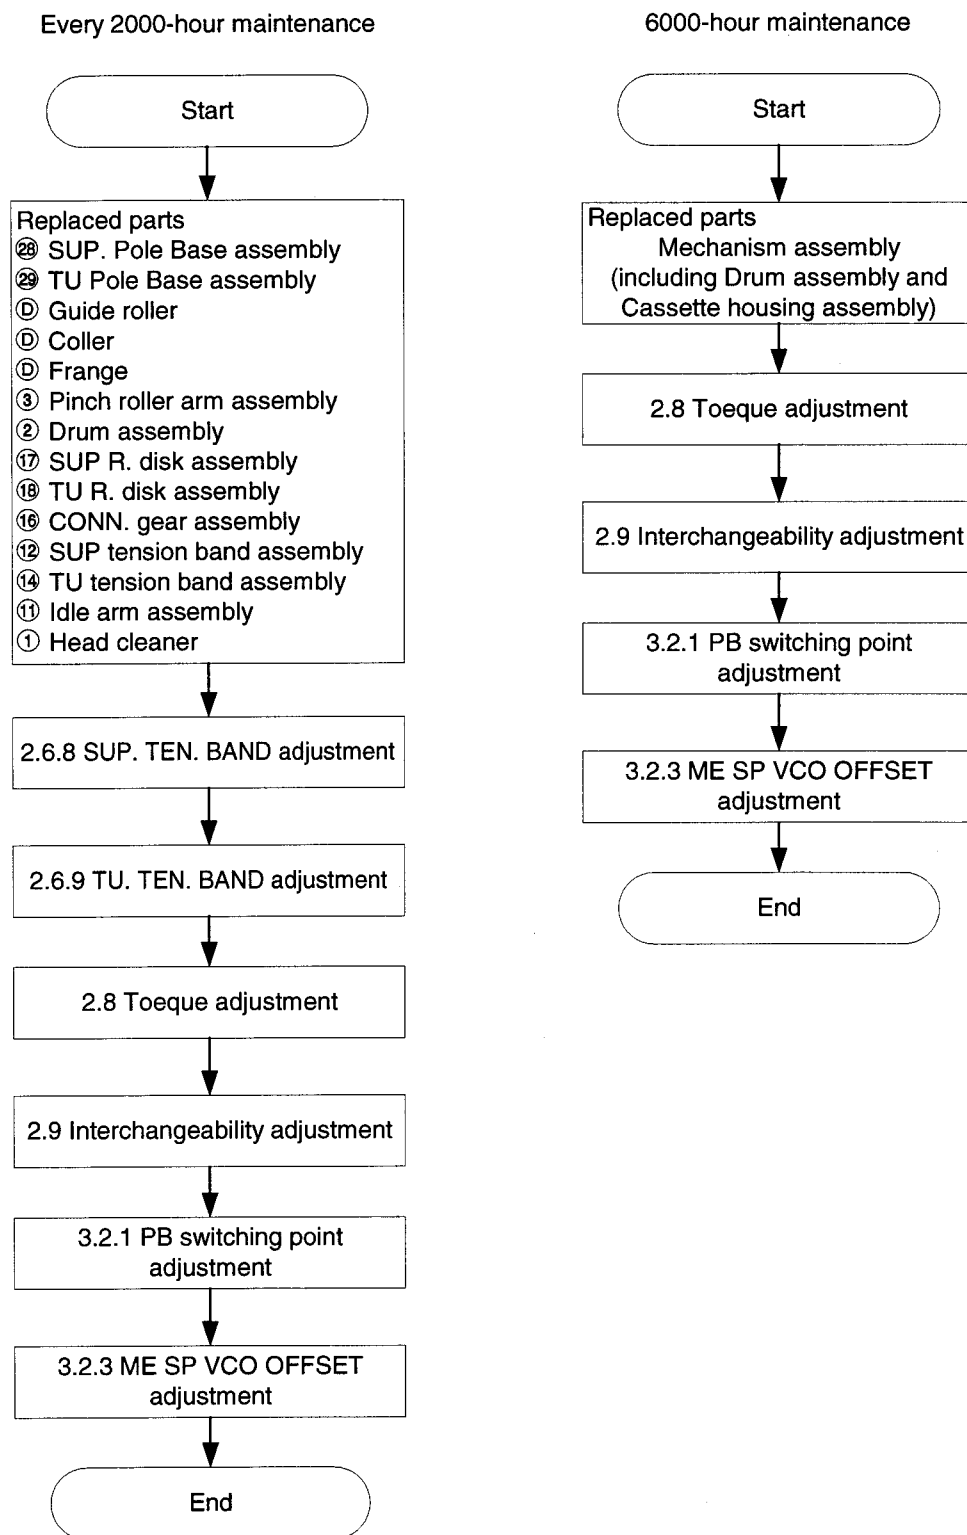 Every 2000-hour maintenance
Start
Replaced parts
㉘ SUP. Pole Base assembly
㉙ TU Pole Base assembly
Ⓓ Guide roller
Ⓓ Coller
Ⓓ Frange
③ Pinch roller arm assembly
② Drum assembly
⑰ SUP R. disk assembly
⑱ TU R. disk assembly
⑯ CONN. gear assembly
⑫ SUP tension band assembly
⑭ TU tension band assembly
⑪ Idle arm assembly
① Head cleaner
2.6.8 SUP. TEN. BAND adjustment
2.6.9 TU. TEN. BAND adjustment
2.8 Toeque adjustment
2.9 Interchangeability adjustment
3.2.1 PB switching point
adjustment
3.2.3 ME SP VCO OFFSET
adjustment
End
6000-hour maintenance
Start
Replaced parts
Mechanism assembly
(including Drum assembly and
Cassette housing assembly)
2.8 Toeque adjustment
2.9 Interchangeability adjustment
3.2.1 PB switching point
adjustment
3.2.3 ME SP VCO OFFSET
adjustment
End